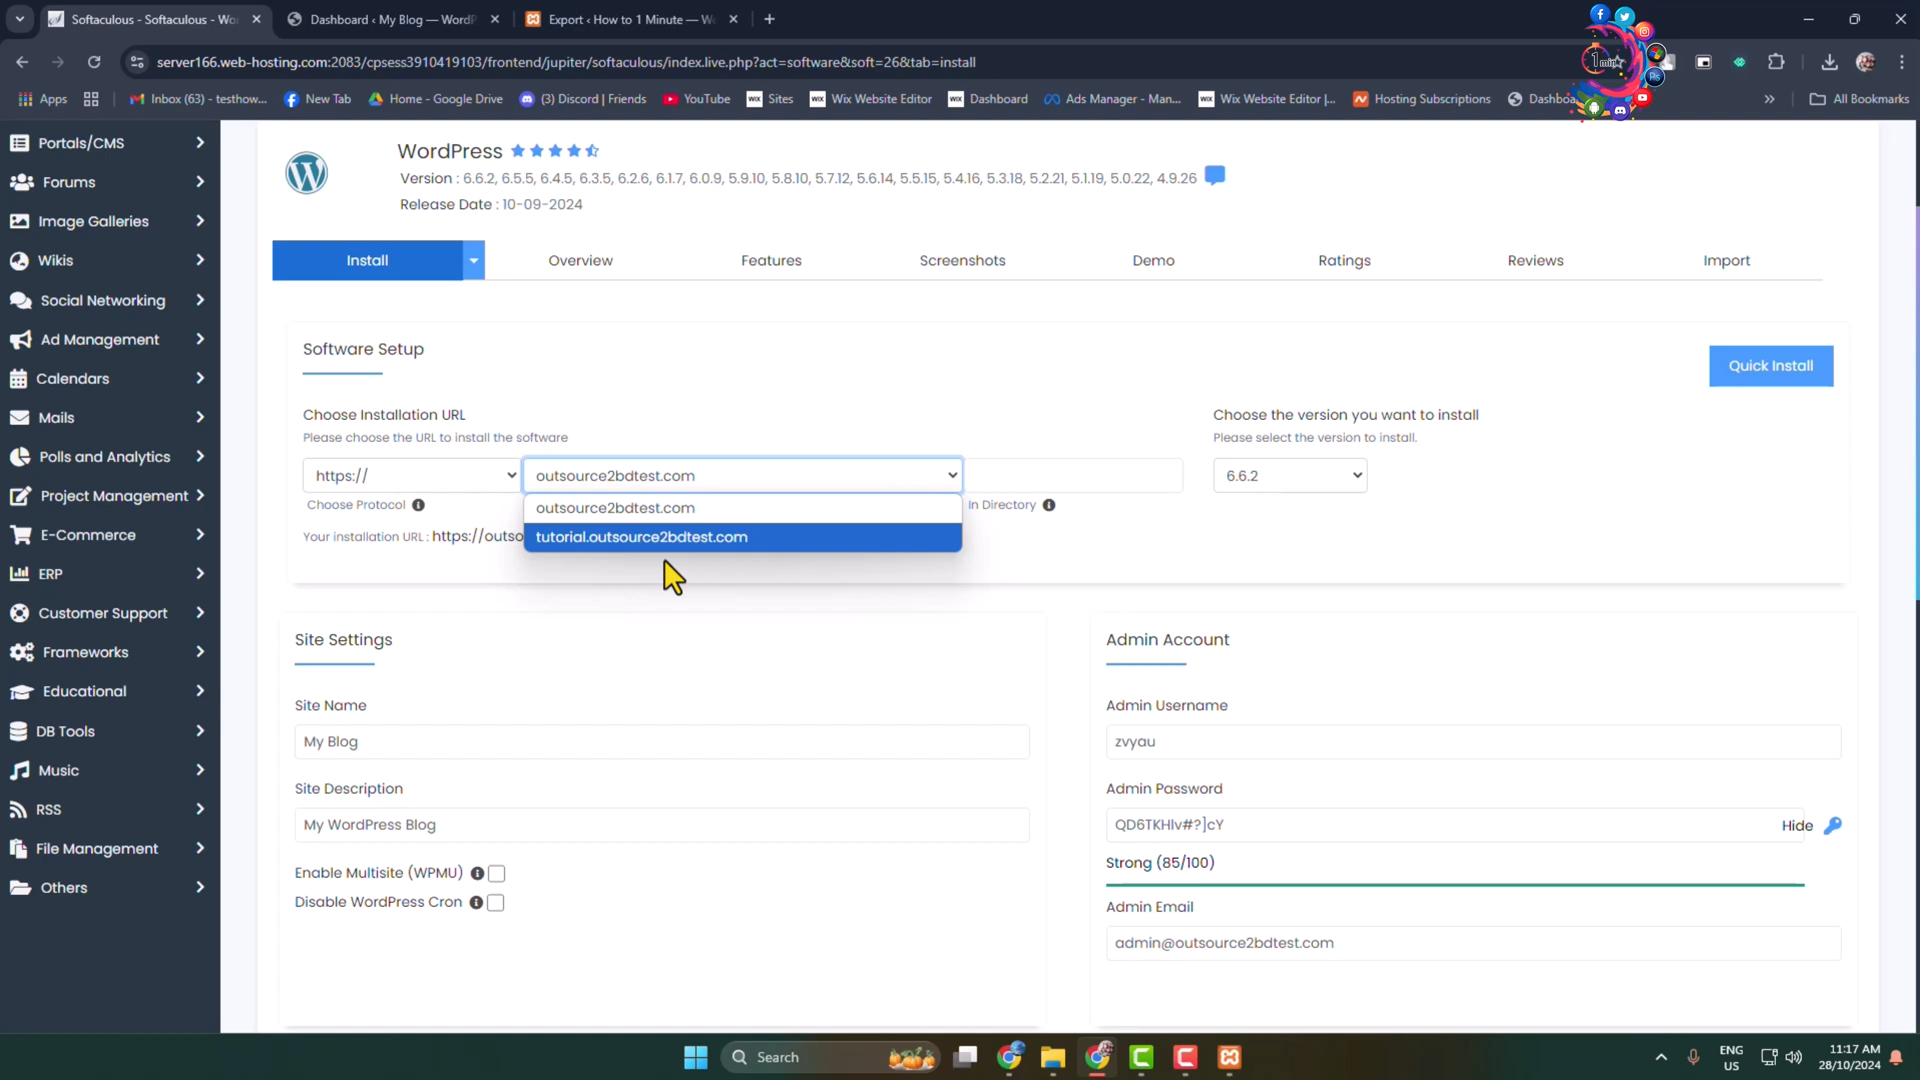 Softaculous - Softaculous - Wo
Dashboard ‹ My Blog — WordP
Export ‹ How to 1 Minute — W
server166.web-hosting.com:2083/cpsess3910419103/frontend/jupiter/softaculous/index.live.php?act=software&soft=26&tab=install
1min
Apps
Inbox (63) - testhow...
New Tab
Home - Google Drive
(3) Discord | Friends
YouTube
Sites
Wix Website Editor
Dashboard
Ads Manager - Man...
Wix Website Editor |...
Hosting Subscriptions
Dashboa
All Bookmarks
Portals/CMS
Forums
Image Galleries
Wikis
Social Networking
Ad Management
Calendars
Mails
Polls and Analytics
Project Management
E-Commerce
ERP
Customer Support
Frameworks
Educational
DB Tools
Music
RSS
File Management
Others
WordPress
Version : 6.6.2, 6.5.5, 6.4.5, 6.3.5, 6.2.6, 6.1.7, 6.0.9, 5.9.10, 5.8.10, 5.7.12, 5.6.14, 5.5.15, 5.4.16, 5.3.18, 5.2.21, 5.1.19, 5.0.22, 4.9.26
Release Date : 10-09-2024
Install
Overview
Features
Screenshots
Demo
Ratings
Reviews
Import
Software Setup
Quick Install
Choose Installation URL
Please choose the URL to install the software
Choose the version you want to install
Please select the version to install.
https://
outsource2bdtest.com
6.6.2
Choose Protocol
outsource2bdtest.com
In Directory
Your installation URL : https://outso
tutorial.outsource2bdtest.com
Site Settings
Site Name
My Blog
Site Description
My WordPress Blog
Enable Multisite (WPMU)
Disable WordPress Cron
Admin Account
Admin Username
zvyau
Admin Password
QD6TKHlv#?]cY
Hide
Strong (85/100)
Admin Email
admin@outsource2bdtest.com
Search
ENG
US
11:17 AM
28/10/2024